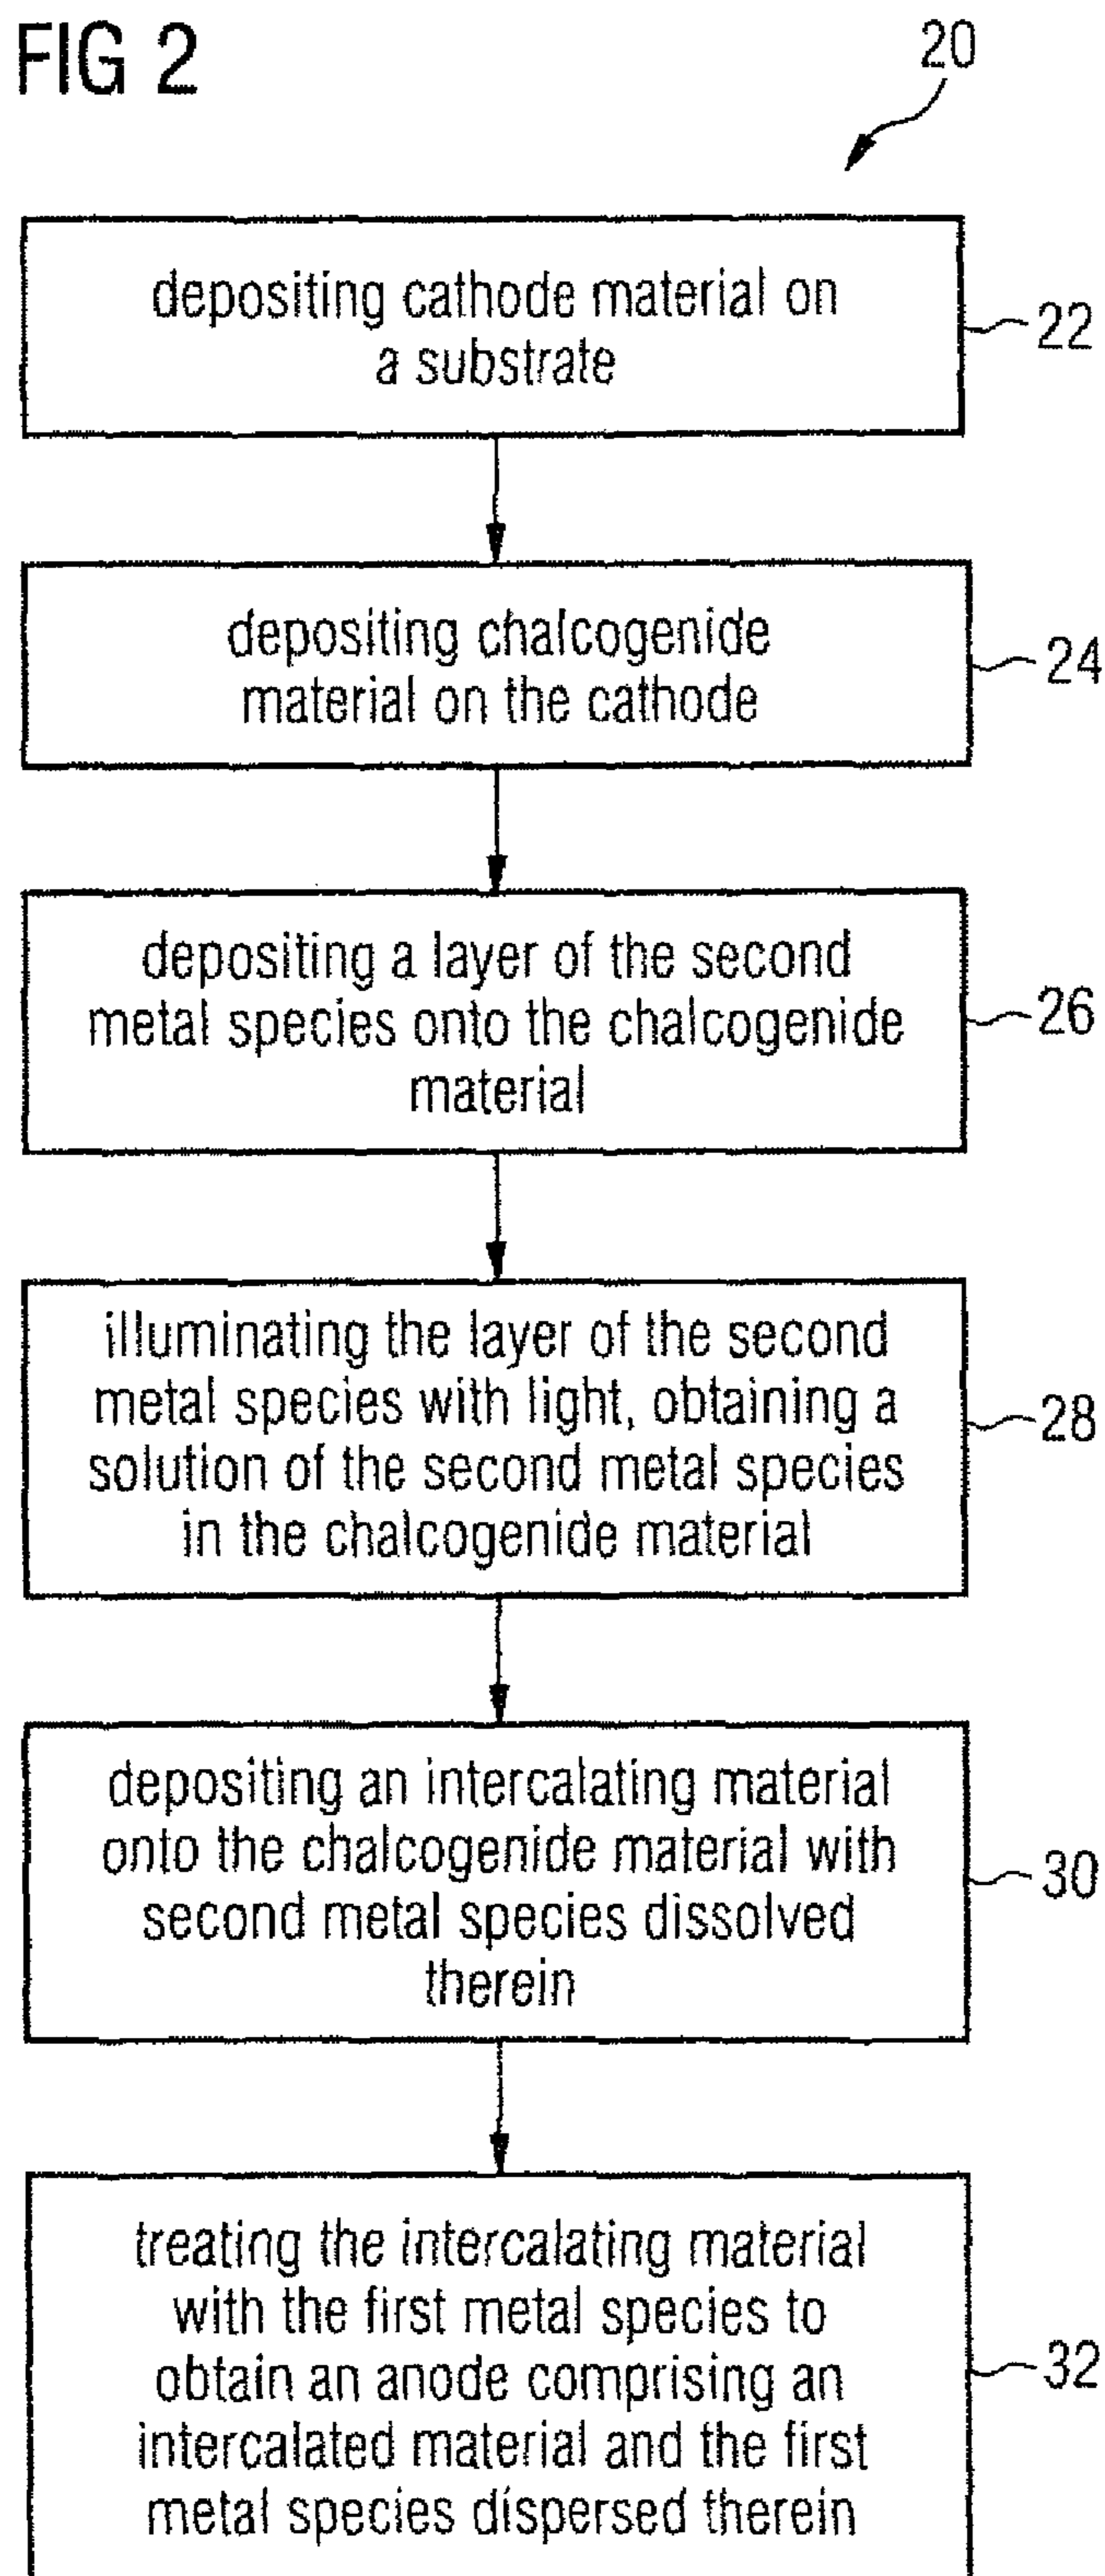 FIG 2
20
depositing cathode material on
a substrate
22
depositing chalcogenide
material on the cathode
24
depositing a layer of the second
metal species onto the chalcogenide
material
26
illuminating the layer of the second
metal species with light, obtaining a
solution of the second metal species
in the chalcogenide material
28
depositing an intercalating material
onto the chalcogenide material with
second metal species dissolved
therein
30
treating the intercalating material
with the first metal species to
obtain an anode comprising an
intercalated material and the first
metal species dispersed therein
32